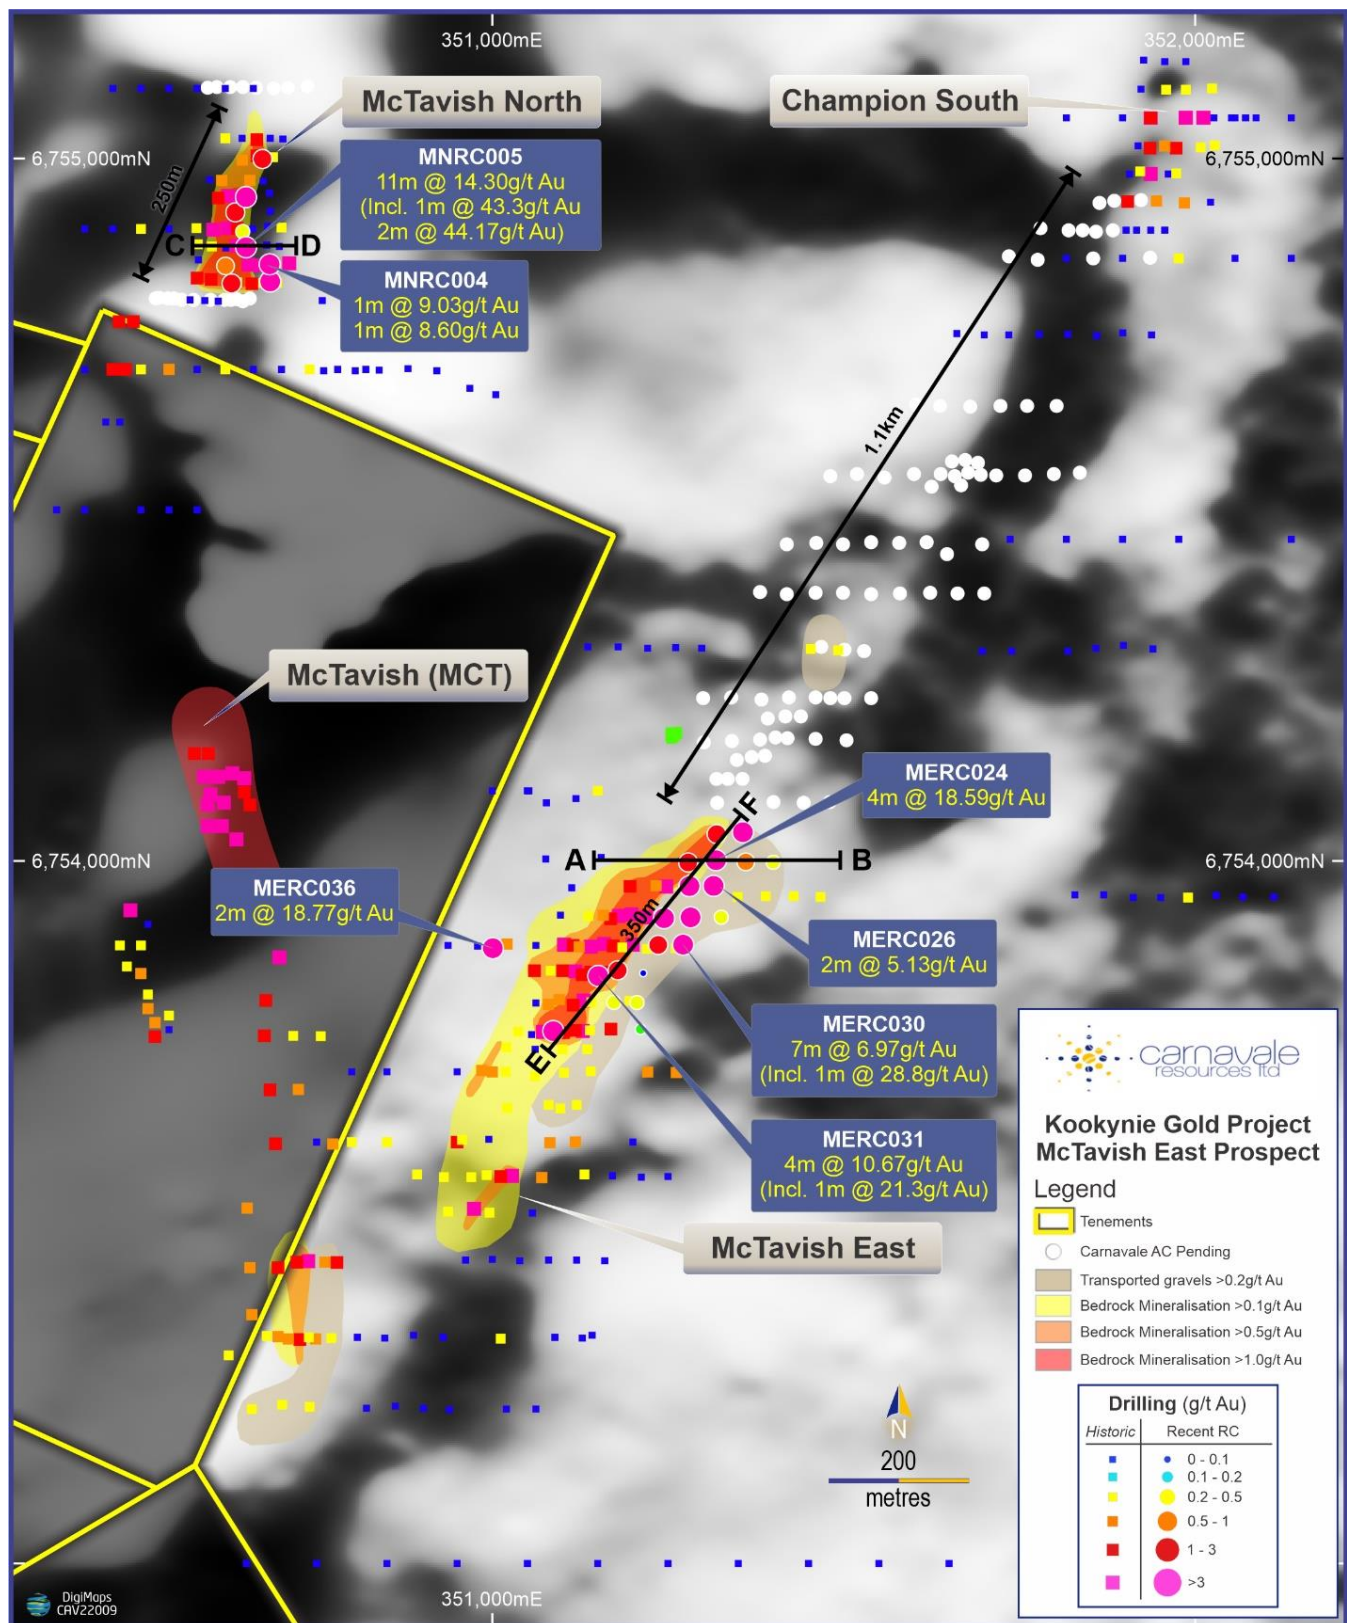 351,000mE
352,000mE
McTavish North
Champion South
6,755,000mN
6,755,000mN
MNRC005
11m @ 14.30g/t Au
(Incl. 1m @ 43.3g/t Au
2m @ 44.17g/t Au)
250m
C
D
MNRC004
1m @ 9.03g/t Au
1m @ 8.60g/t Au
1.1km
McTavish (MCT)
MERC024
4m @ 18.59g/t Au
F
6,754,000mN
A
B
6,754,000mN
MERC036
2m @ 18.77g/t Au
350m
MERC026
2m @ 5.13g/t Au
MERC030
7m @ 6.97g/t Au
(Incl. 1m @ 28.8g/t Au)
E
MERC031
4m @ 10.67g/t Au
(Incl. 1m @ 21.3g/t Au)
McTavish East
carnavale
resources ltd
Kookynie Gold Project
McTavish East Prospect
Legend
Tenements
Carnavale AC Pending
Transported gravels >0.2g/t Au
Bedrock Mineralisation >0.1g/t Au
Bedrock Mineralisation >0.5g/t Au
Bedrock Mineralisation >1.0g/t Au
Drilling (g/t Au)
Historic Recent RC
0 - 0.1
0.1 - 0.2
0.2 - 0.5
0.5 - 1
1 - 3
>3
N
200
metres
351,000mE
DigiMaps
CAV22009